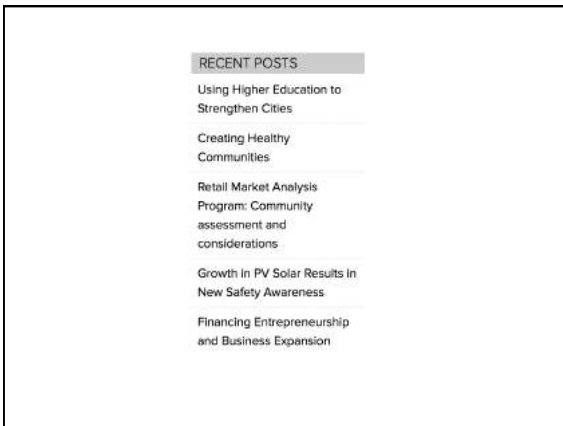 RECENT POSTS
Using Higher Education to
Strengthen Cities
Creating Healthy
Communities
Retail Market Analysis
Program: Community
assessment and
considerations
Growth in PV Solar Results in
New Safety Awareness
Financing Entrepreneurship
and Business Expansion